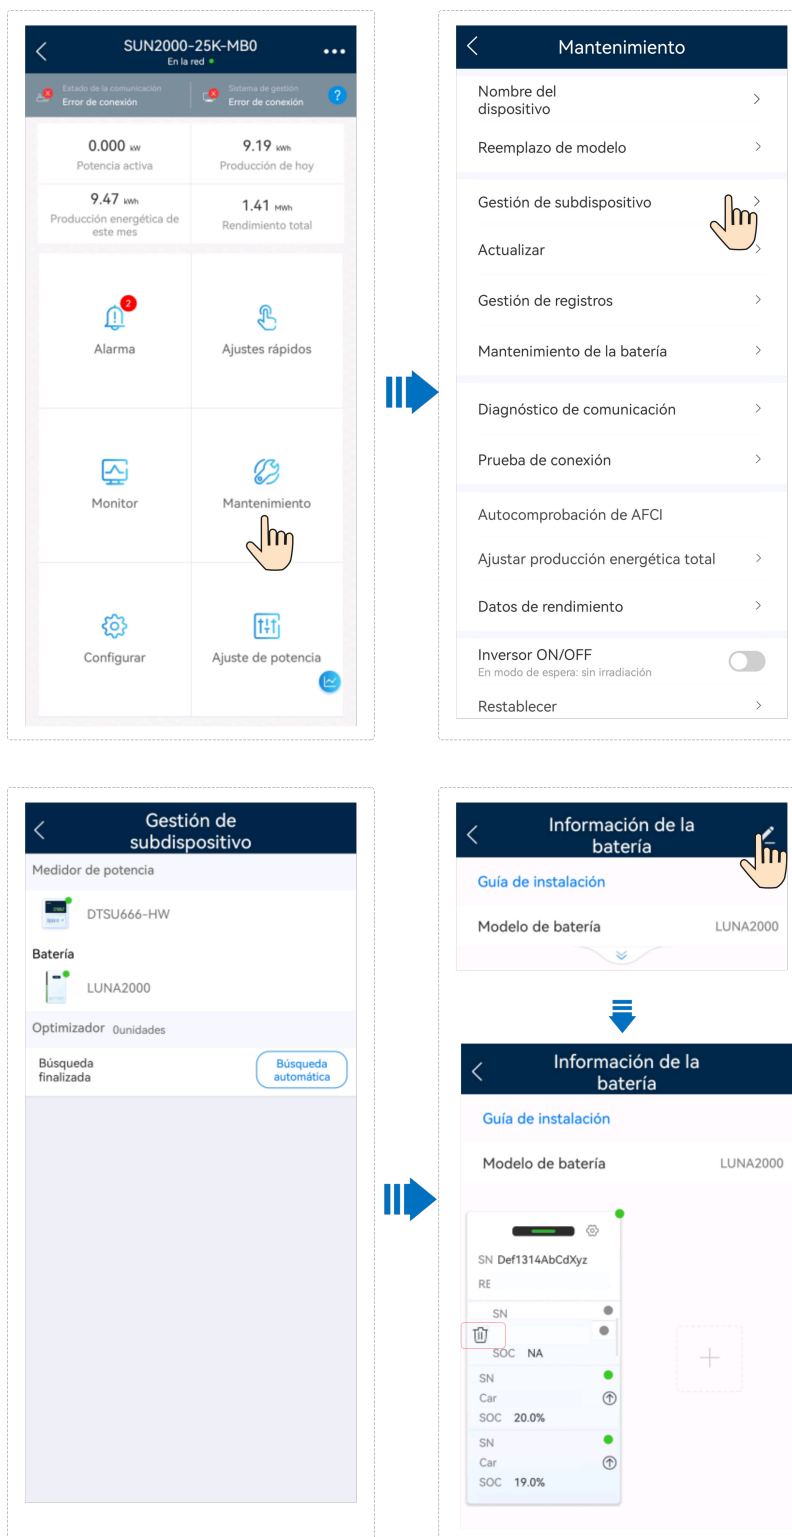 SUN2000-25K-MB0
En la red
Estado de la comunicación
Error de conexión
Sistema de gestión
Error de conexión
?
0.000 kW
Potencia activa
9.19 kWh
Producción de hoy
9.47 kWh
Producción energética de
este mes
1.41 MWh
Rendimiento total
2
Alarma
Ajustes rápidos
Monitor
Mantenimiento
Configurar
Ajuste de potencia
Mantenimiento
Nombre del
dispositivo
Reemplazo de modelo
Gestión de subdispositivo
Actualizar
Gestión de registros
Mantenimiento de la batería
Diagnóstico de comunicación
Prueba de conexión
Autocomprobación de AFCI
Ajustar producción energética total
Datos de rendimiento
Inversor ON/OFF
En modo de espera: sin irradiación
Restablecer
Gestión de
subdispositivo
Medidor de potencia
DTSU666-HW
Batería
LUNA2000
Optimizador 0unidades
Búsqueda
finalizada
Búsqueda
automática
Información de la
batería
Guía de instalación
Modelo de batería LUNA2000
Información de la
batería
Guía de instalación
Modelo de batería LUNA2000
SN Def1314AbCdXyz
RE
SN
SOC NA
SN
Car
SOC 20.0%
SN
Car
SOC 19.0%